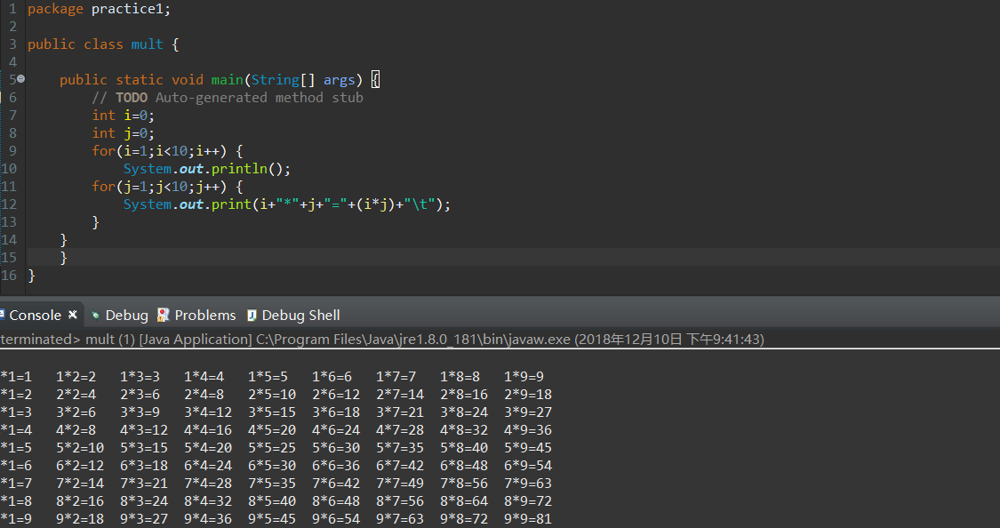 1 package practice1;
2
3 public class mult {
4
5 public static void main(String[] args) {
6 // TODO Auto-generated method stub
7 int i=0;
8 int j=0;
9 for(i=1;i<10;i++) {
10 System.out.println();
11 for(j=1;j<10;j++) {
12 System.out.print(i+"*"+j+"="+(i*j)+"\t");
13 }
14 }
15 }
16 }
Console Debug Problems Debug Shell
terminated> mult (1) [Java Application] C:\Program Files\Java\jre1.8.0_181\bin\javaw.exe (2018年12月10日 下午9:41:43)
*1=1 1*2=2 1*3=3 1*4=4 1*5=5 1*6=6 1*7=7 1*8=8 1*9=9
*1=2 2*2=4 2*3=6 2*4=8 2*5=10 2*6=12 2*7=14 2*8=16 2*9=18
*1=3 3*2=6 3*3=9 3*4=12 3*5=15 3*6=18 3*7=21 3*8=24 3*9=27
*1=4 4*2=8 4*3=12 4*4=16 4*5=20 4*6=24 4*7=28 4*8=32 4*9=36
*1=5 5*2=10 5*3=15 5*4=20 5*5=25 5*6=30 5*7=35 5*8=40 5*9=45
*1=6 6*2=12 6*3=18 6*4=24 6*5=30 6*6=36 6*7=42 6*8=48 6*9=54
*1=7 7*2=14 7*3=21 7*4=28 7*5=35 7*6=42 7*7=49 7*8=56 7*9=63
*1=8 8*2=16 8*3=24 8*4=32 8*5=40 8*6=48 8*7=56 8*8=64 8*9=72
*1=9 9*2=18 9*3=27 9*4=36 9*5=45 9*6=54 9*7=63 9*8=72 9*9=81